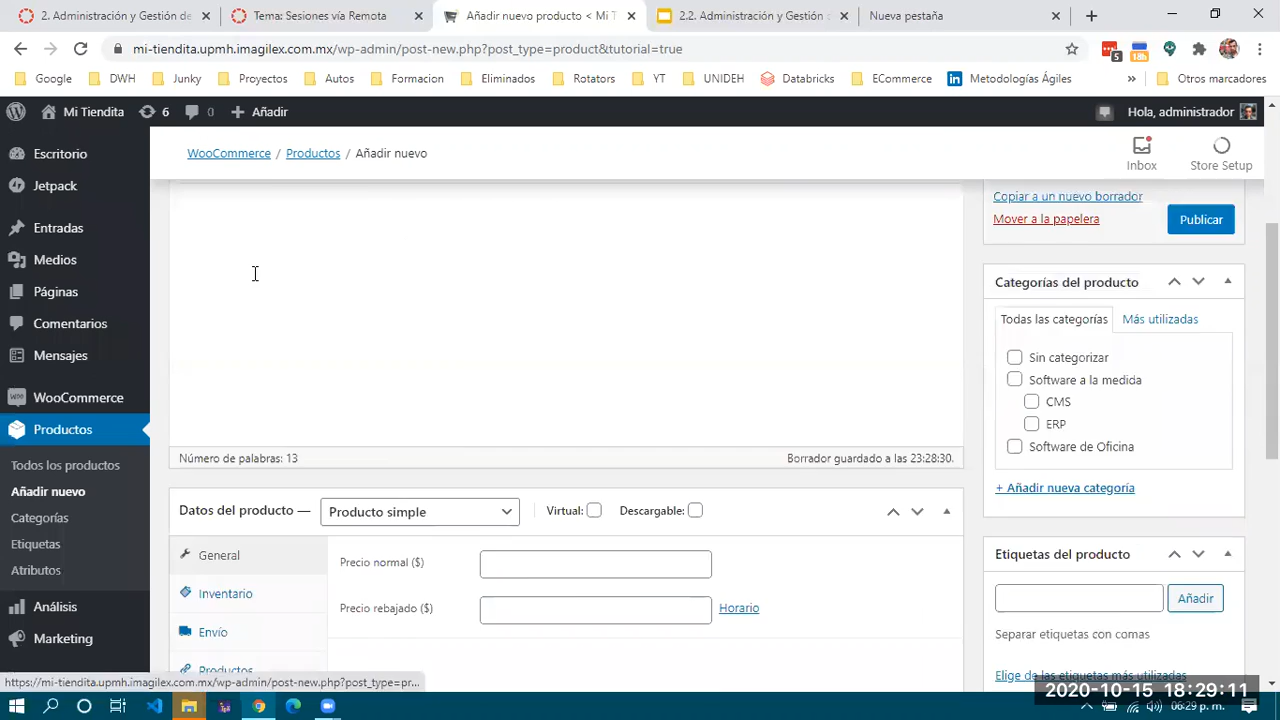 2. Administración y Gestión de
Tema: Sesiones vía Remota
Añadir nuevo producto < Mi T
2.2. Administración y Gestión d
Nueva pestaña
mi-tiendita.upmh.imagilex.com.mx/wp-admin/post-new.php?post_type=product&tutorial=true
5
18h
Google
DWH
Junky
Proyectos
Autos
Formacion
Eliminados
Rotators
YT
UNIDEH
Databricks
ECommerce
Metodologías Ágiles
»
Otros marcadores
Mi Tiendita
6
0
Añadir
Hola, administrador
Escritorio
Jetpack
Entradas
Medios
Páginas
Comentarios
Mensajes
WooCommerce
Productos
Todos los productos
Añadir nuevo
Categorías
Etiquetas
Atributos
Análisis
Marketing
WooCommerce / Productos / Añadir nuevo
Inbox
Store Setup
Copiar a un nuevo borrador
Mover a la papelera
Publicar
Categorías del producto
Todas las categorías
Más utilizadas
Sin categorizar
Software a la medida
CMS
ERP
Software de Oficina
+ Añadir nueva categoría
Número de palabras: 13
Borrador guardado a las 23:28:30.
Datos del producto —
Producto simple
Virtual:
Descargable:
General
Inventario
Envío
Productos
Precio normal ($)
Precio rebajado ($)
Horario
Etiquetas del producto
Añadir
Separar etiquetas con comas
Elige de las etiquetas más utilizadas
https://mi-tiendita.upmh.imagilex.com.mx/wp-admin/post-new.php?post_type=pr...
2020-10-15 18:29:11
06:29 p. m.